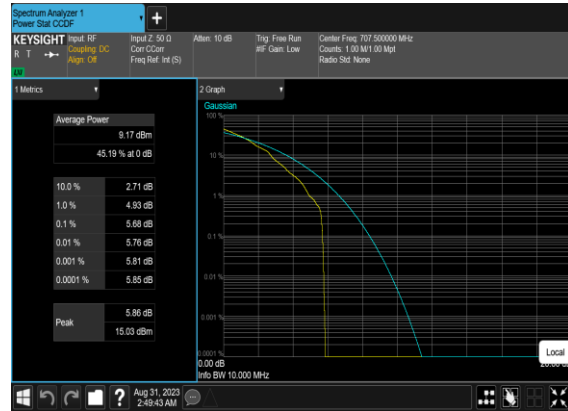 Spectrum Analyzer 1
Power Stat CCDF
+
KEYSIGHT
R T
LXI
Input: RF
Coupling: DC
Align: Off
Input Z: 50 Ω
Corr CCorr
Freq Ref: Int (S)
Atten: 10 dB
Trig: Free Run
#IF Gain: Low
Center Freq: 707.500000 MHz
Counts: 1.00 M/1.00 Mpt
Radio Std: None
1 Metrics
2 Graph
Average Power
9.17 dBm
45.19 % at 0 dB
10.0 % 2.71 dB
1.0 % 4.93 dB
0.1 % 5.68 dB
0.01 % 5.76 dB
0.001 % 5.81 dB
0.0001 % 5.85 dB
Peak
5.86 dB
15.03 dBm
Gaussian
100 %
10 %
1 %
0.1 %
0.01 %
0.001 %
0.0001 %
0.00 dB
Info BW 10.000 MHz
Local
?
Aug 31, 2023
2:49:43 AM